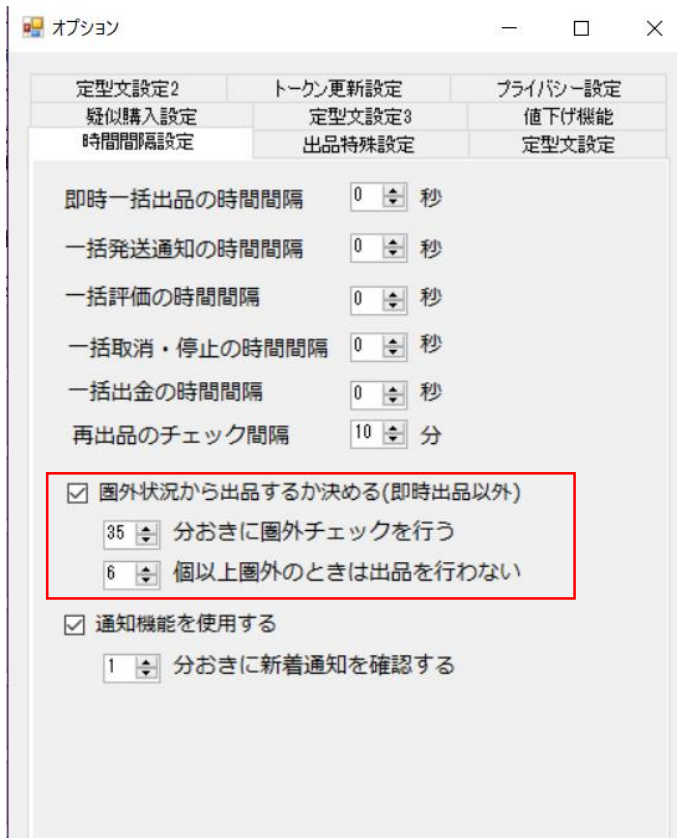 オプション
定型文設定2 トークン更新設定 プライバシー設定
疑似購入設定 定型文設定3 値下げ機能
時間間隔設定 出品特殊設定 定型文設定
即時一括出品の時間間隔 0 秒
一括発送通知の時間間隔 0 秒
一括評価の時間間隔 0 秒
一括取消・停止の時間間隔 0 秒
一括出金の時間間隔 0 秒
再出品のチェック間隔 10 分
圏外状況から出品するか決める(即時出品以外)
35 分おきに圏外チェックを行う
6 個以上圏外のときは出品を行わない
通知機能を使用する
1 分おきに新着通知を確認する